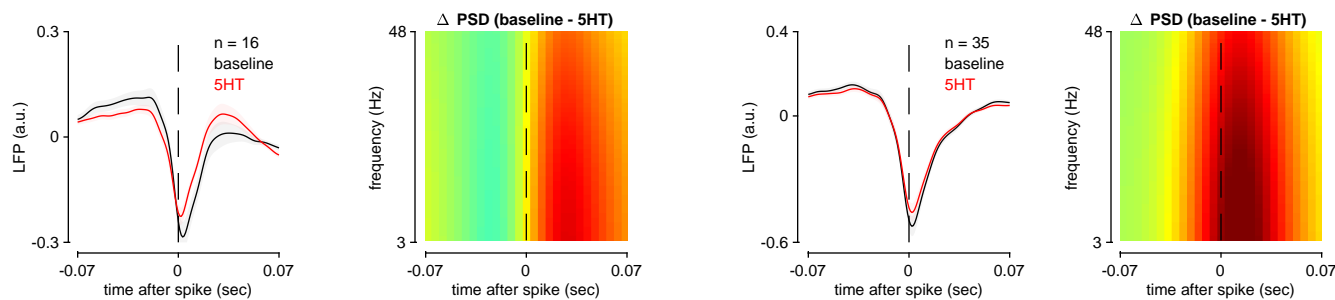 0.3
0
-0.3
LFP (a.u.)
n = 16
baseline
5HT
-0.07
0
0.07
time after spike (sec)
Δ PSD (baseline - 5HT)
48
3
frequency (Hz)
-0.07
0
0.07
time after spike (sec)
0.4
0
-0.6
LFP (a.u.)
n = 35
baseline
5HT
-0.07
0
0.07
time after spike (sec)
Δ PSD (baseline - 5HT)
48
3
frequency (Hz)
-0.07
0
0.07
time after spike (sec)